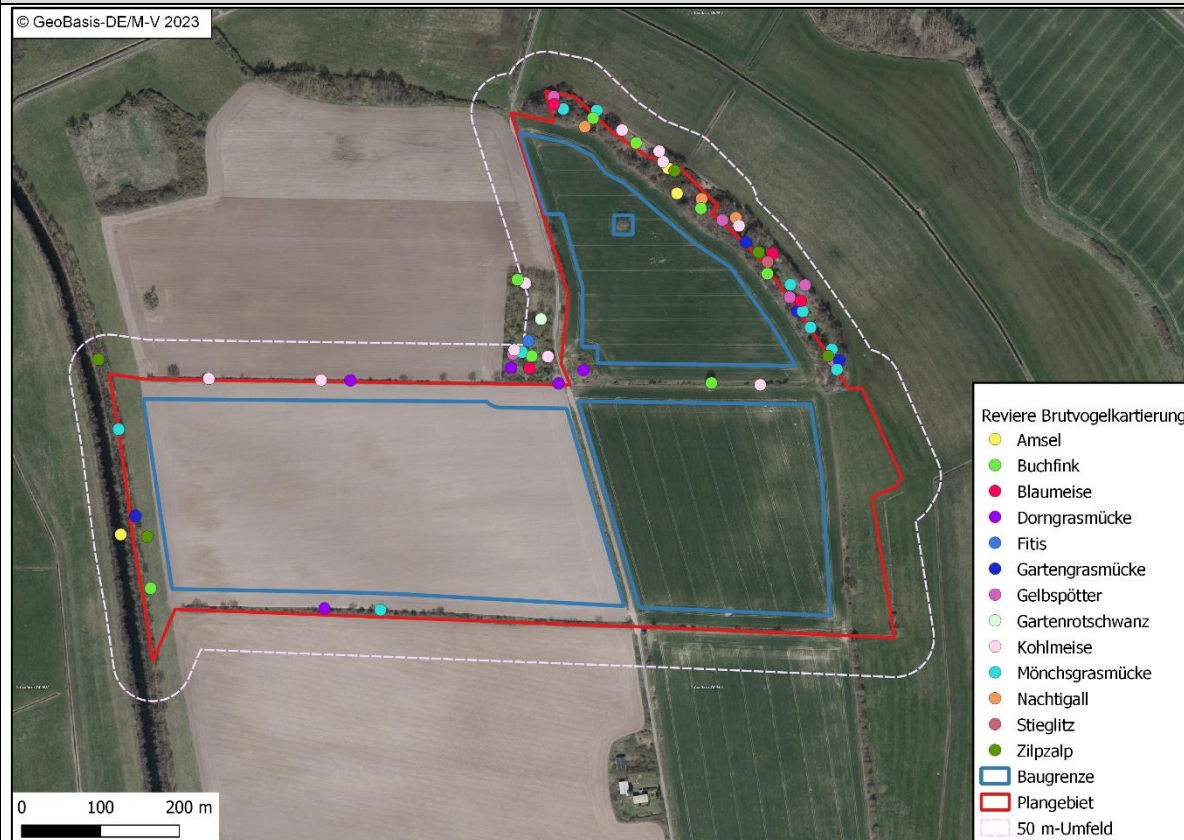 © GeoBasis-DE/M-V 2023
Reviere Brutvogelkartierung
Amsel
Buchfink
Blaumeise
Dorngrasmücke
Fitis
Gartengrasmücke
Gelbspötter
Gartenrotschwanz
Kohlmeise
Mönchsgrasmücke
Nachtigall
Stieglitz
Zilpzalp
Baugrenze
Plangebiet
50 m-Umfeld
0 100 200 m